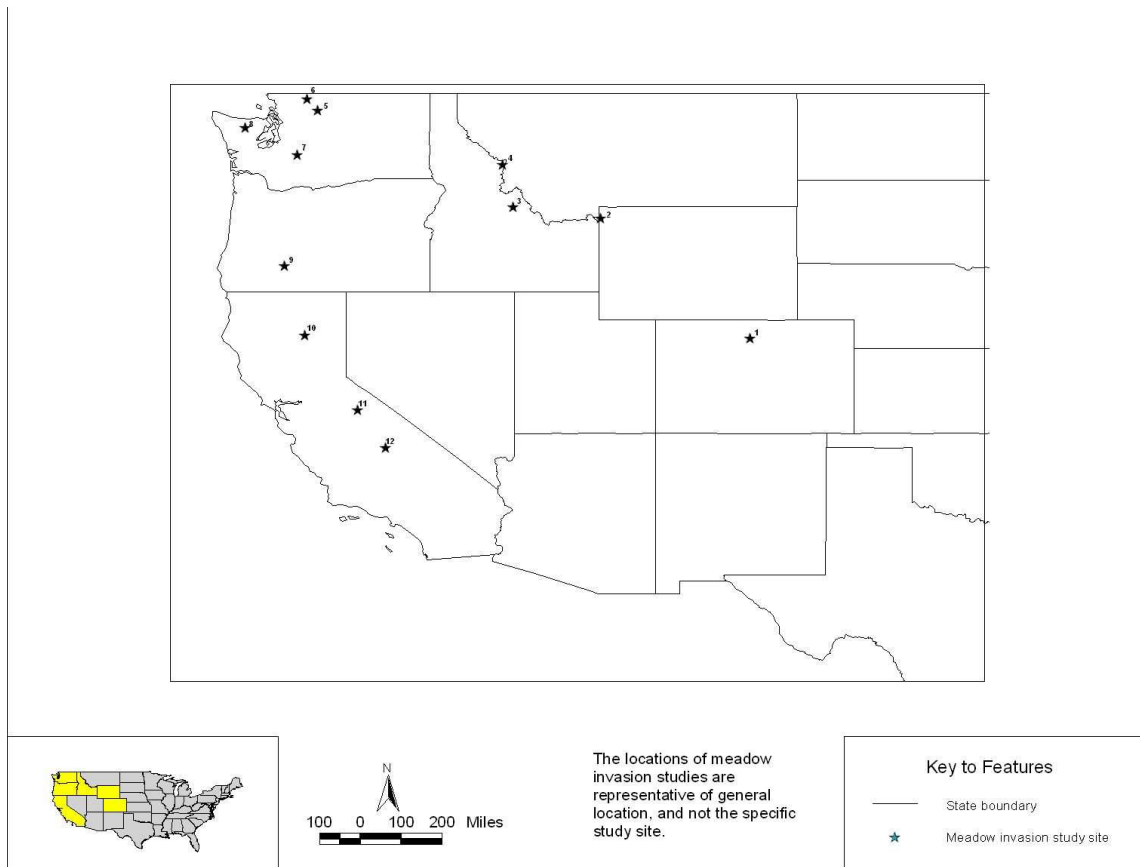 6
5
8
7
4
3
2
9
10
1
11
12
N
100 0 100 200 Miles
The locations of meadow
invasion studies are
representative of general
location, and not the specific
study site.
Key to Features
State boundary
Meadow invasion study site